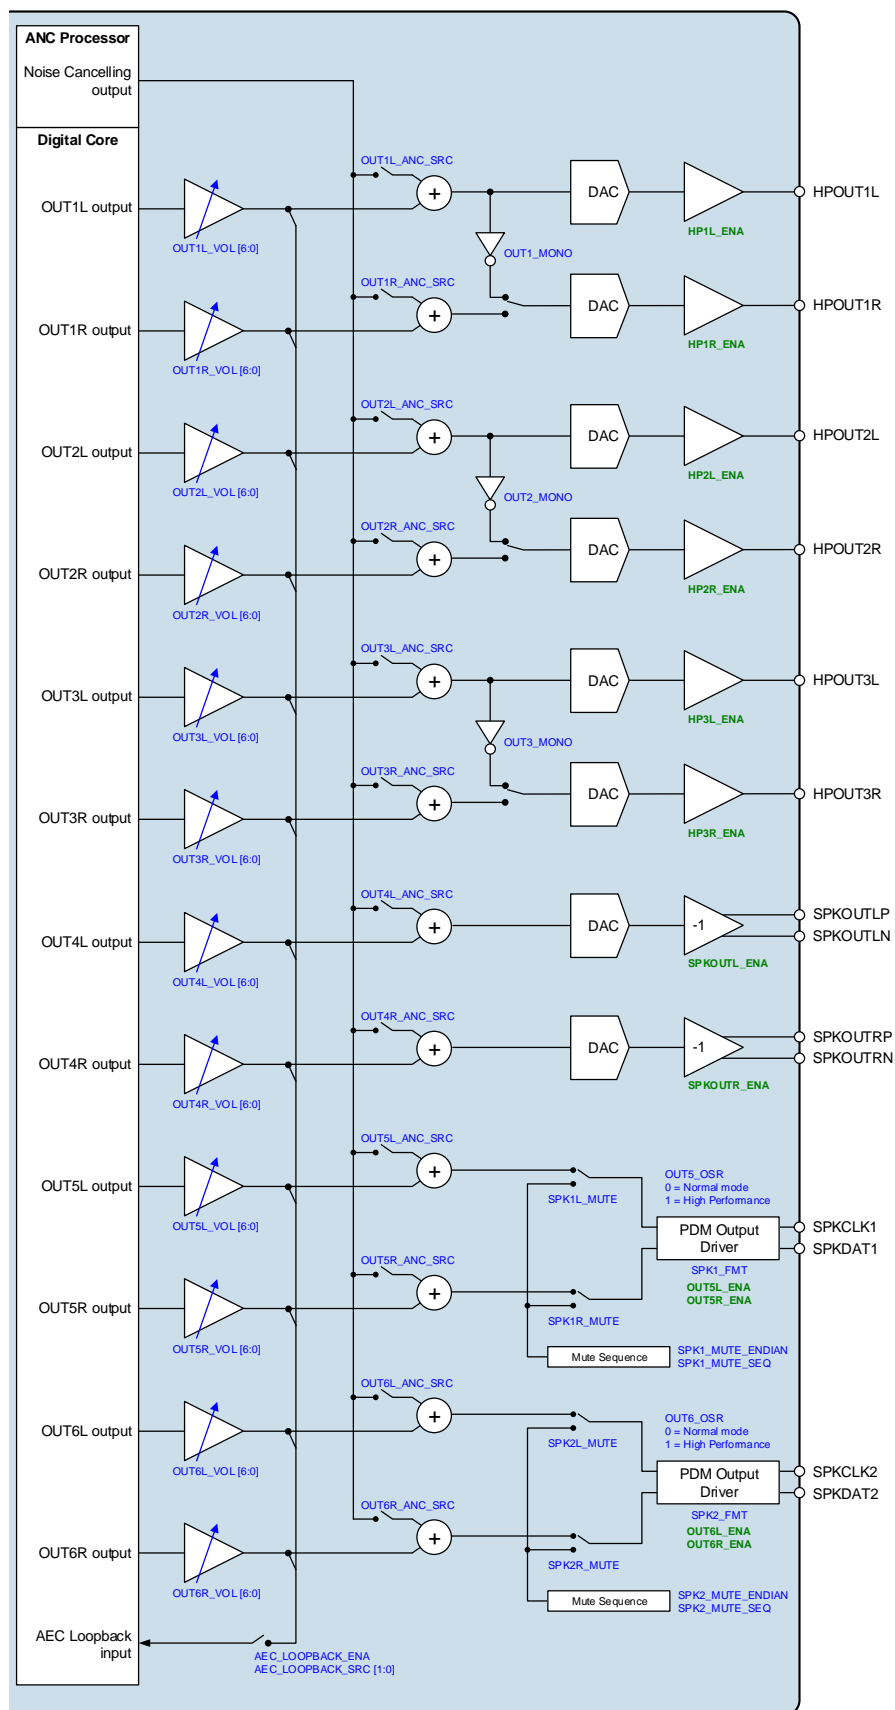 ANC Processor
Noise Cancelling
output
Digital Core
OUT1L_ANC_SRC
OUT1L output
OUT1L_VOL [6:0]
DAC
HP1L_ENA
HPOUT1L
OUT1_MONO
OUT1R_ANC_SRC
OUT1R output
OUT1R_VOL [6:0]
DAC
HP1R_ENA
HPOUT1R
OUT2L_ANC_SRC
OUT2L output
OUT2L_VOL [6:0]
DAC
HP2L_ENA
HPOUT2L
OUT2_MONO
OUT2R_ANC_SRC
OUT2R output
OUT2R_VOL [6:0]
DAC
HP2R_ENA
HPOUT2R
OUT3L_ANC_SRC
OUT3L output
OUT3L_VOL [6:0]
DAC
HP3L_ENA
HPOUT3L
OUT3_MONO
OUT3R_ANC_SRC
OUT3R output
OUT3R_VOL [6:0]
DAC
HP3R_ENA
HPOUT3R
OUT4L_ANC_SRC
OUT4L output
OUT4L_VOL [6:0]
DAC
-1
SPKOUTL_ENA
SPKOUTLP
SPKOUTLN
OUT4R_ANC_SRC
OUT4R output
OUT4R_VOL [6:0]
DAC
-1
SPKOUTR_ENA
SPKOUTRP
SPKOUTRN
OUT5L_ANC_SRC
OUT5L output
OUT5L_VOL [6:0]
SPK1L_MUTE
OUT5_OSR
0 = Normal mode
1 = High Performance
PDM Output
Driver
SPKCLK1
SPKDAT1
SPK1_FMT
OUT5L_ENA
OUT5R_ENA
OUT5R_ANC_SRC
OUT5R output
OUT5R_VOL [6:0]
SPK1R_MUTE
Mute Sequence
SPK1_MUTE_ENDIAN
SPK1_MUTE_SEQ
OUT6L_ANC_SRC
OUT6L output
OUT6L_VOL [6:0]
SPK2L_MUTE
OUT6_OSR
0 = Normal mode
1 = High Performance
PDM Output
Driver
SPKCLK2
SPKDAT2
SPK2_FMT
OUT6L_ENA
OUT6R_ENA
OUT6R_ANC_SRC
OUT6R output
OUT6R_VOL [6:0]
SPK2R_MUTE
Mute Sequence
SPK2_MUTE_ENDIAN
SPK2_MUTE_SEQ
AEC Loopback
input
AEC_LOOPBACK_ENA
AEC_LOOPBACK_SRC [1:0]